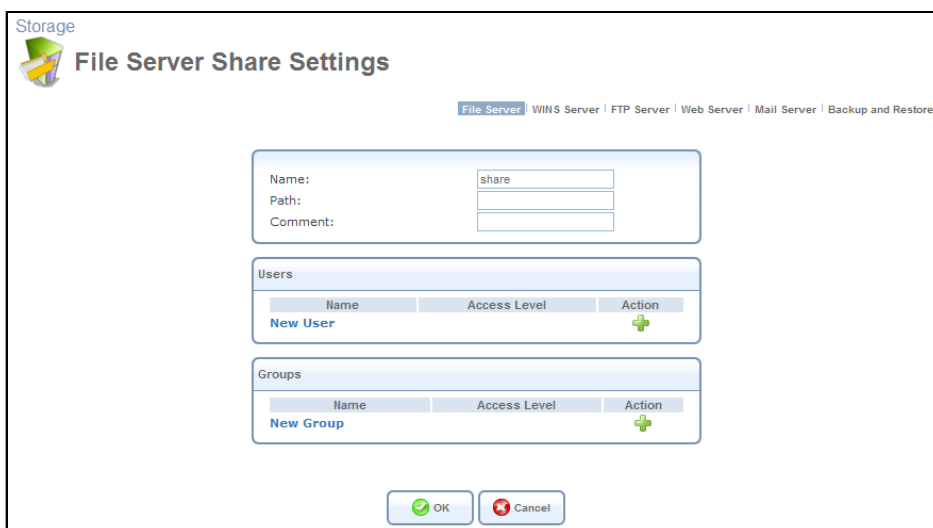 Storage
File Server Share Settings
File Server | WINS Server | FTP Server | Web Server | Mail Server | Backup and Restore
Name: share
Path:
Comment:
Users
Name Access Level Action
New User
Groups
Name Access Level Action
New Group
OK Cancel